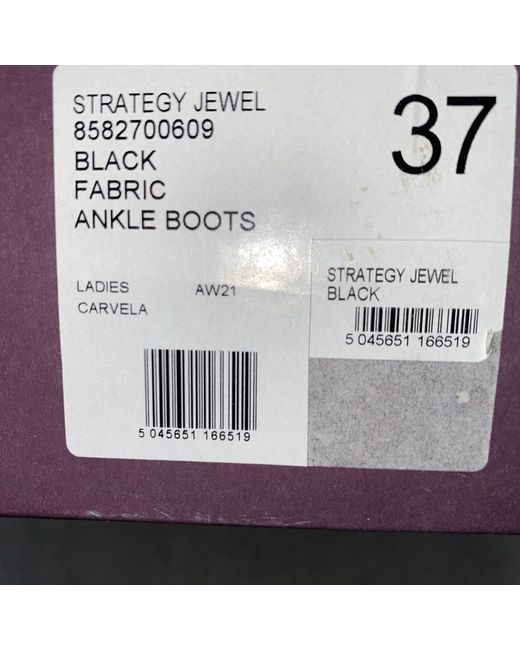 STRATEGY JEWEL
8582700609
BLACK
FABRIC
ANKLE BOOTS
37
LADIES AW21
CARVELA
5 045651 166519
STRATEGY JEWEL
BLACK
5 045651 166519